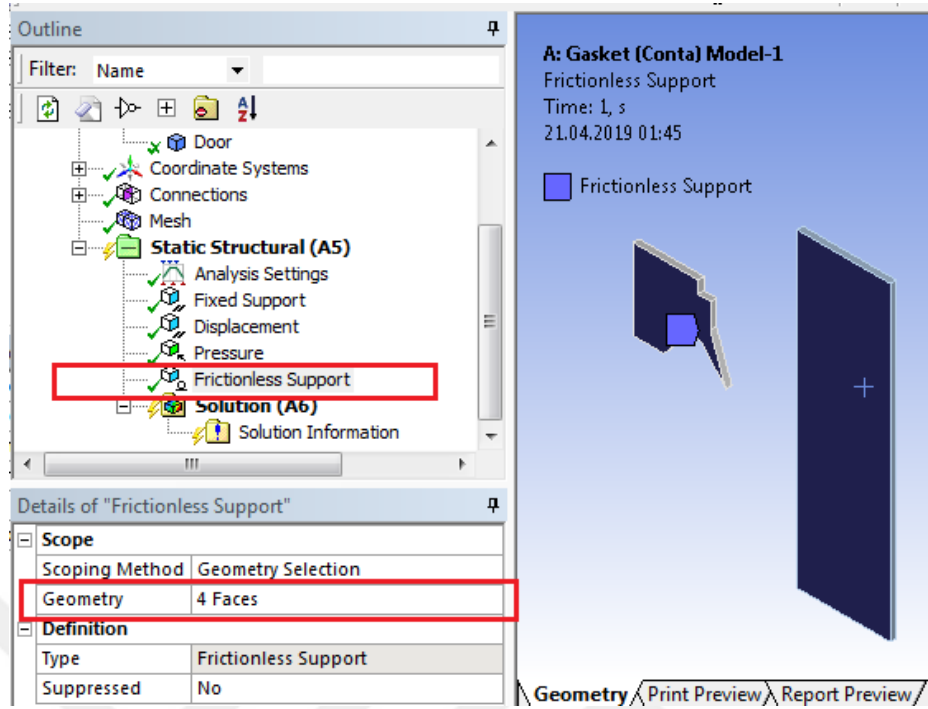 Outline
Filter: Name
Door
Coordinate Systems
Connections
Mesh
Static Structural (A5)
Analysis Settings
Fixed Support
Displacement
Pressure
Frictionless Support
Solution (A6)
Solution Information
Details of "Frictionless Support"
Scope
Scoping Method Geometry Selection
Geometry 4 Faces
Definition
Type Frictionless Support
Suppressed No
A: Gasket (Conta) Model-1
Frictionless Support
Time: 1, s
21.04.2019 01:45
Frictionless Support
Geometry Print Preview Report Preview